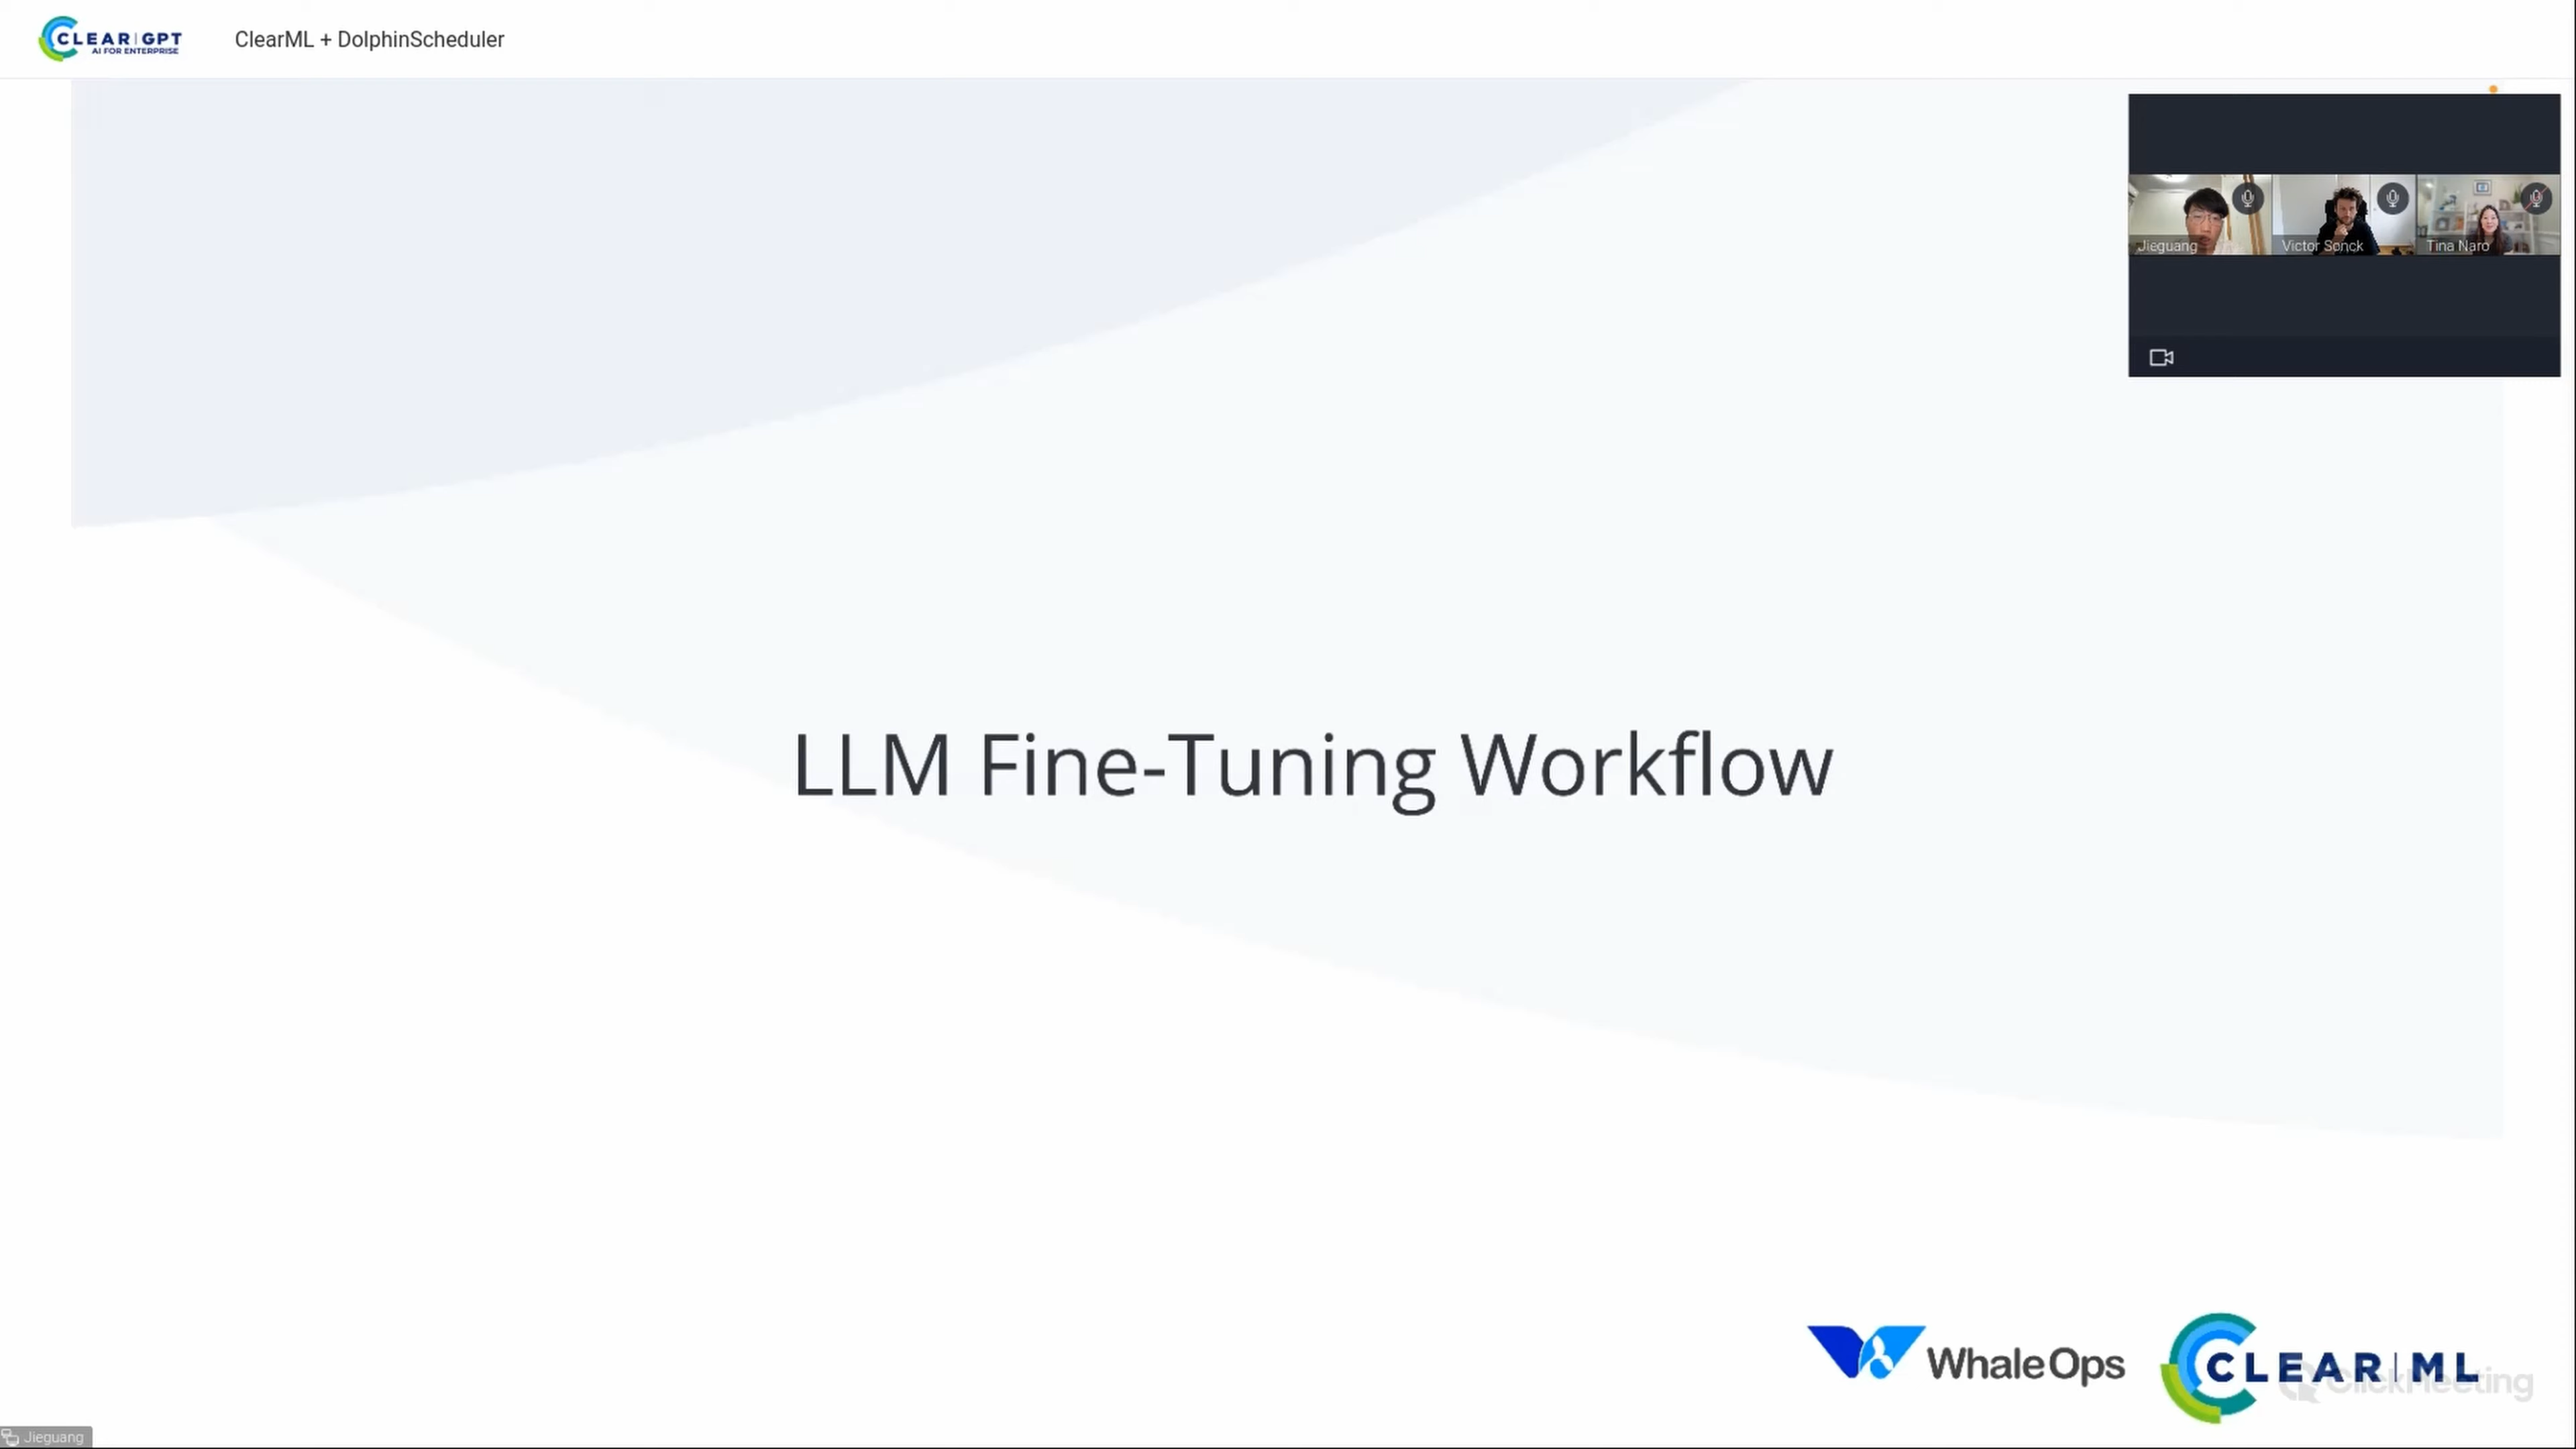 CLEAR|GPT
AI FOR ENTERPRISE
ClearML + DolphinScheduler
Jieguang
Victor Sonck
Tina Naro
LLM Fine-Tuning Workflow
WhaleOps
CLEAR|ML
ClickMeeting
Jieguang